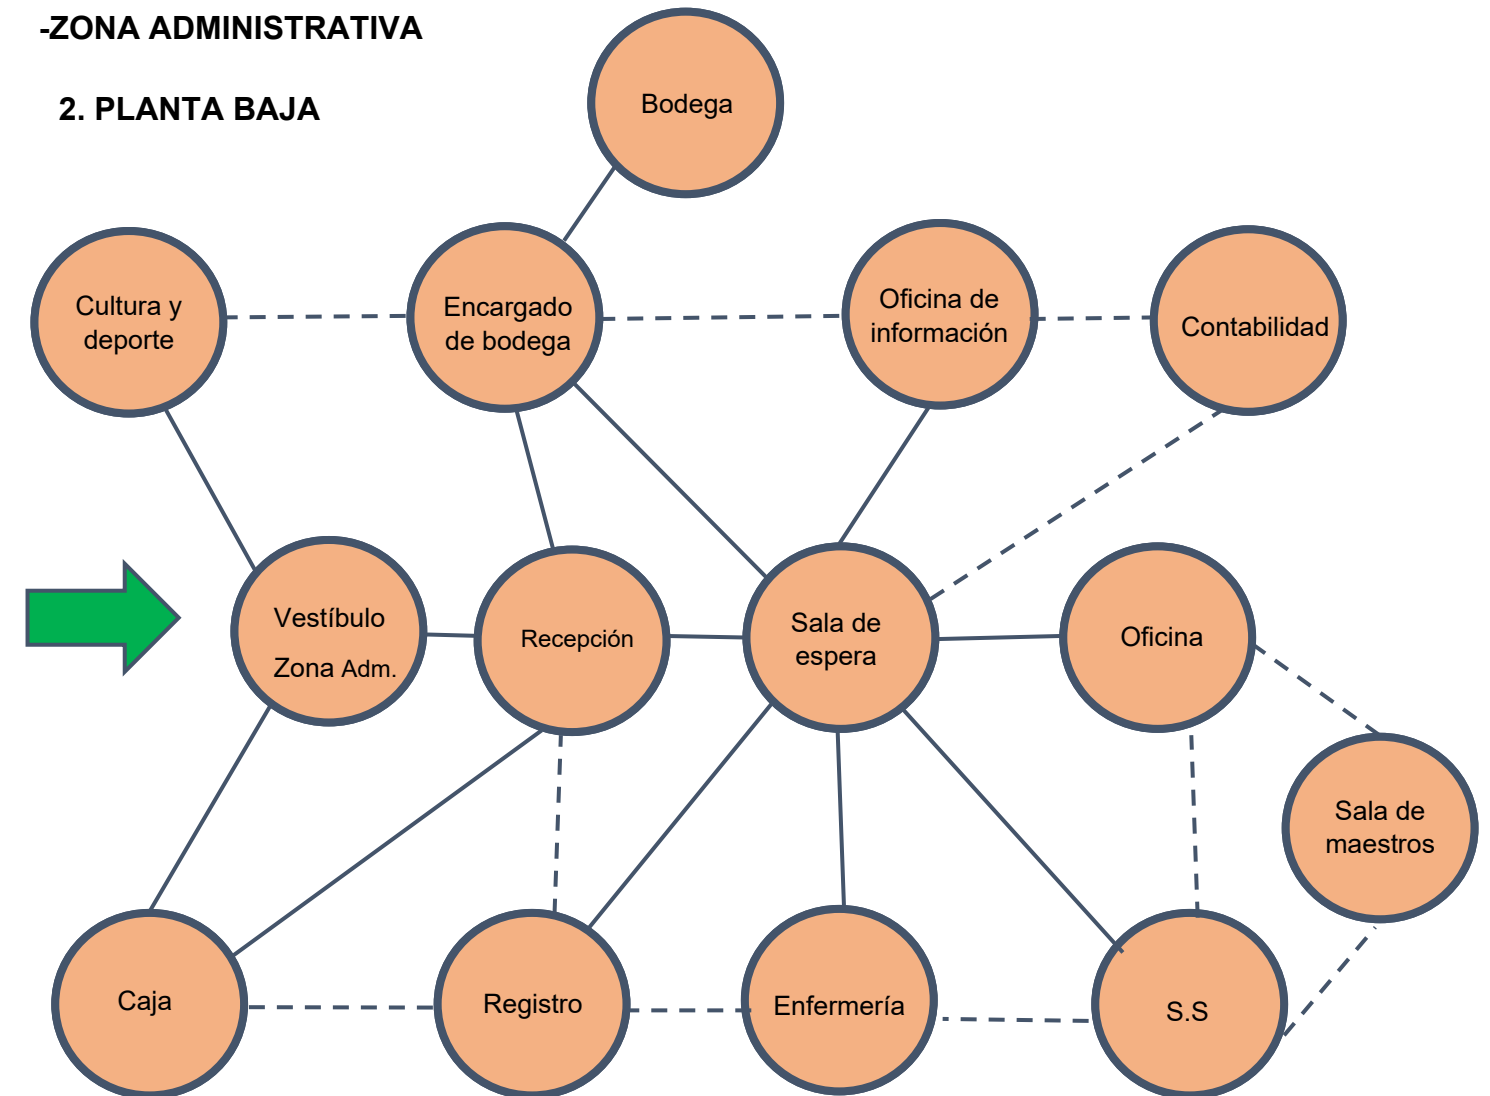 -ZONA ADMINISTRATIVA
2. PLANTA BAJA
Bodega
Cultura y
deporte
Encargado
de bodega
Oficina de
información
Contabilidad
Vestíbulo
Zona Adm.
Recepción
Sala de
espera
Oficina
Sala de
maestros
Caja
Registro
Enfermería
S.S